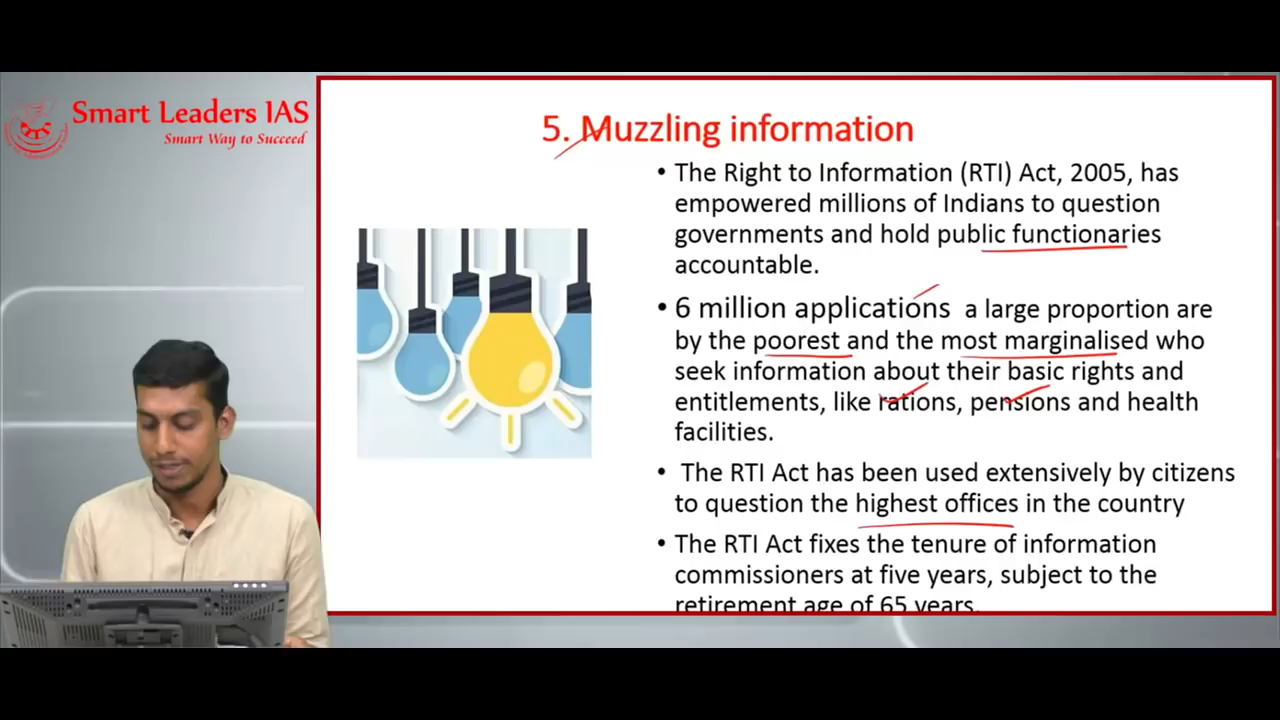 Smart Leaders IAS
Smart Way to Succeed
5. Muzzling information
• The Right to Information (RTI) Act, 2005, has
empowered millions of Indians to question
governments and hold public functionaries
accountable.
• 6 million applications a large proportion are
by the poorest and the most marginalised who
seek information about their basic rights and
entitlements, like rations, pensions and health
facilities.
• The RTI Act has been used extensively by citizens
to question the highest offices in the country
• The RTI Act fixes the tenure of information
commissioners at five years, subject to the
retirement age of 65 years.